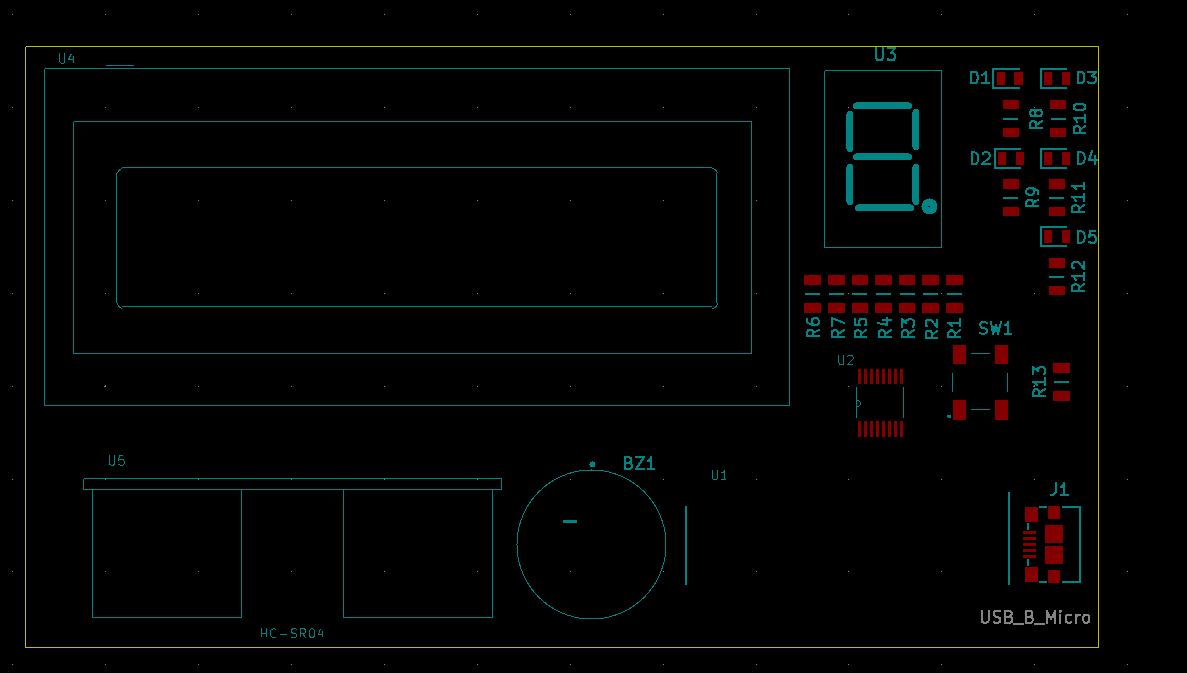 U4
U3
D1
D3
R8
R10
D2
D4
R9
R11
D5
R12
R6
R7
R5
R4
R3
R2
R1
SW1
U2
R13
U5
BZ1
U1
J1
USB_B_Micro
HC-SR04